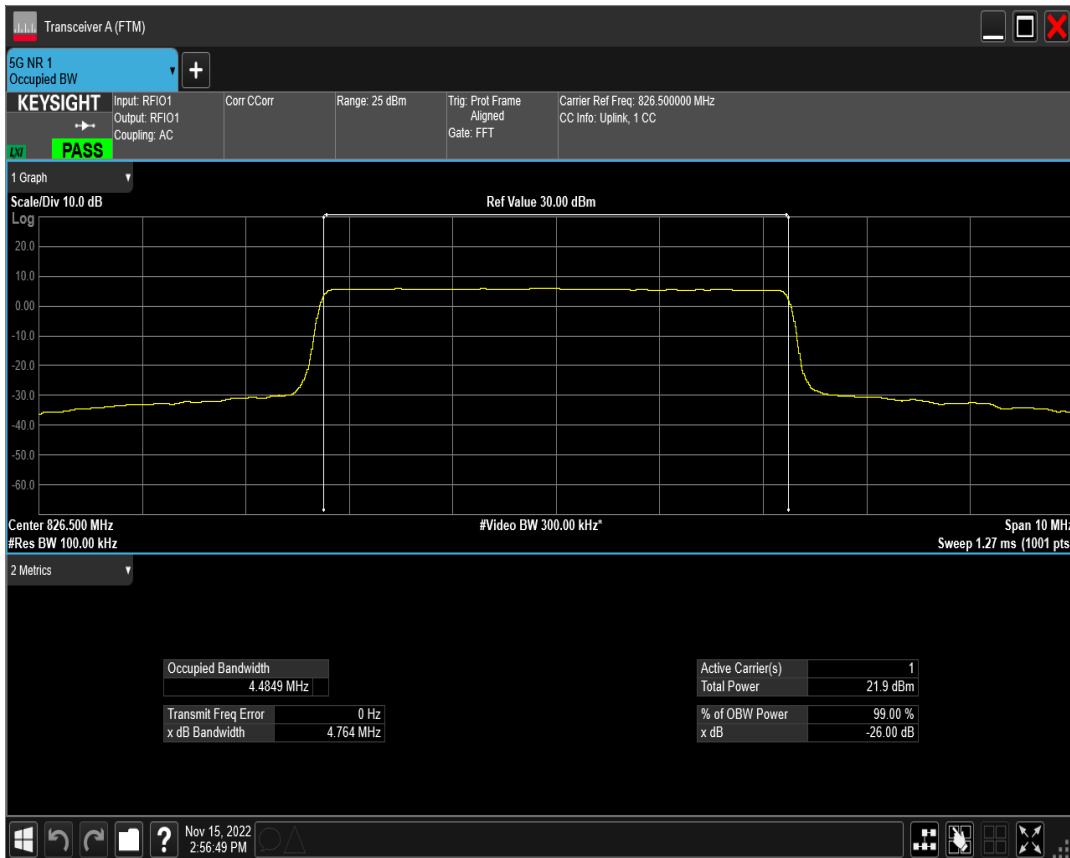 Transceiver A (FTM)
5G NR 1
Occupied BW
+
KEYSIGHT
LXI
PASS
Input: RFIO1
Output: RFIO1
Coupling: AC
Corr CCorr
Range: 25 dBm
Trig: Prot Frame
Aligned
Gate: FFT
Carrier Ref Freq: 826.500000 MHz
CC Info: Uplink, 1 CC
1 Graph
Scale/Div 10.0 dB
Ref Value 30.00 dBm
Log
20.0
10.0
0.00
-10.0
-20.0
-30.0
-40.0
-50.0
-60.0
Center 826.500 MHz
#Video BW 300.00 kHz*
Span 10 MHz
#Res BW 100.00 kHz
Sweep 1.27 ms (1001 pts
2 Metrics
Occupied Bandwidth
4.4849 MHz
Transmit Freq Error 0 Hz
x dB Bandwidth 4.764 MHz
Active Carrier(s) 1
Total Power 21.9 dBm
% of OBW Power 99.00 %
x dB -26.00 dB
?
Nov 15, 2022
2:56:49 PM